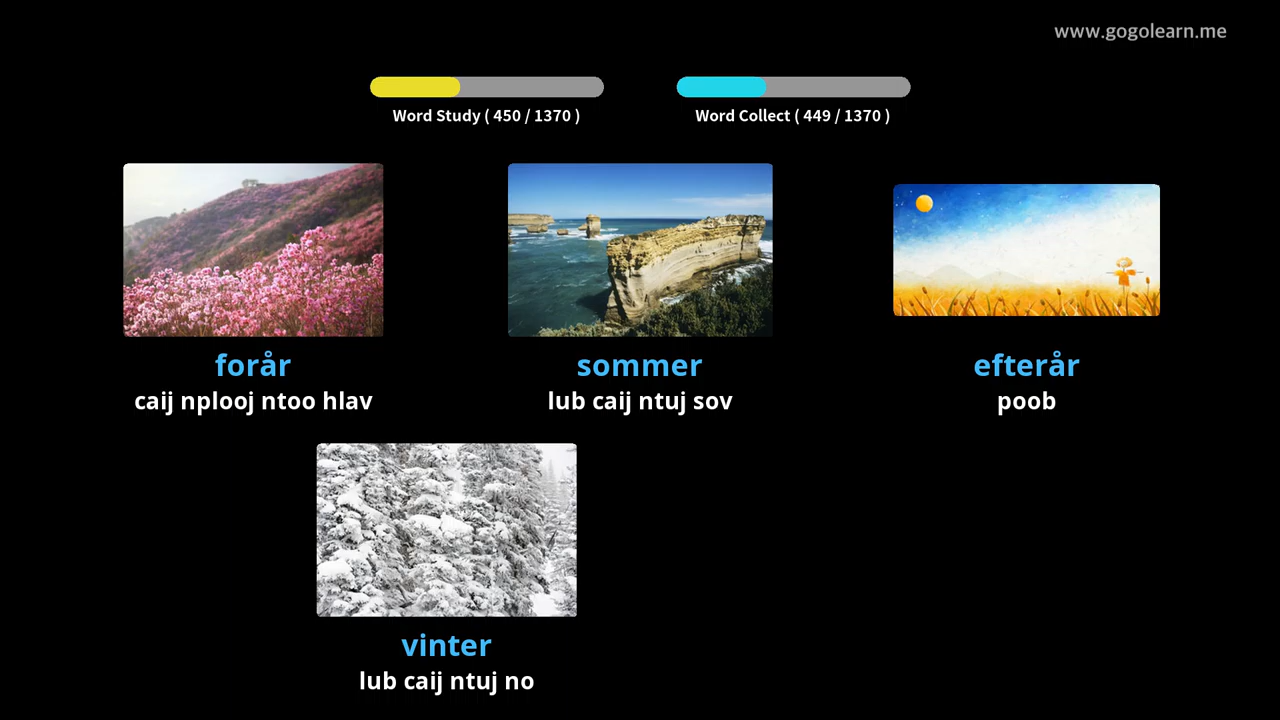 www.gogolearn.me
Word Study ( 450 / 1370 )
Word Collect ( 449 / 1370 )
forår
caij nplooj ntoo hlav
sommer
lub caij ntuj sov
efterår
poob
vinter
lub caij ntuj no